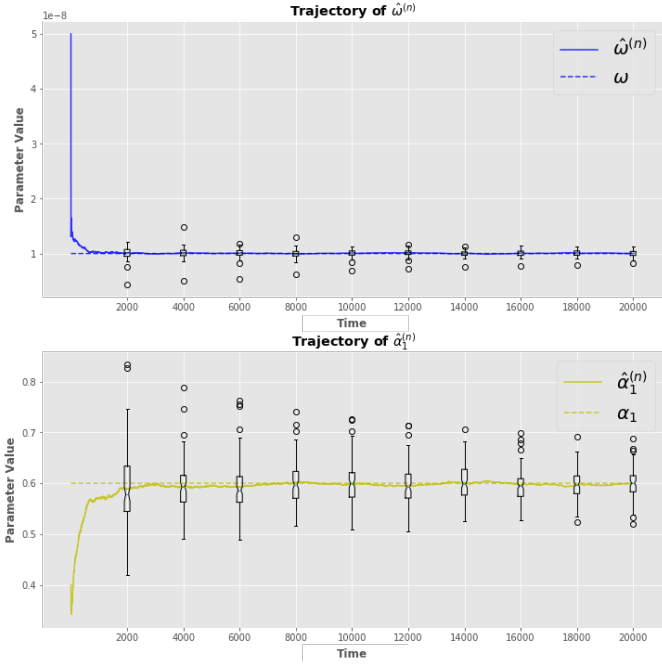 Trajectory of ω̂⁽ⁿ⁾
1e−8
5
4
3
2
1
Parameter Value
ω̂⁽ⁿ⁾
ω
2000 4000 6000 8000 10000 12000 14000 16000 18000 20000
Time
Trajectory of α̂₁⁽ⁿ⁾
0.8
0.7
0.6
0.5
0.4
Parameter Value
α̂₁⁽ⁿ⁾
α₁
2000 4000 6000 8000 10000 12000 14000 16000 18000 20000
Time